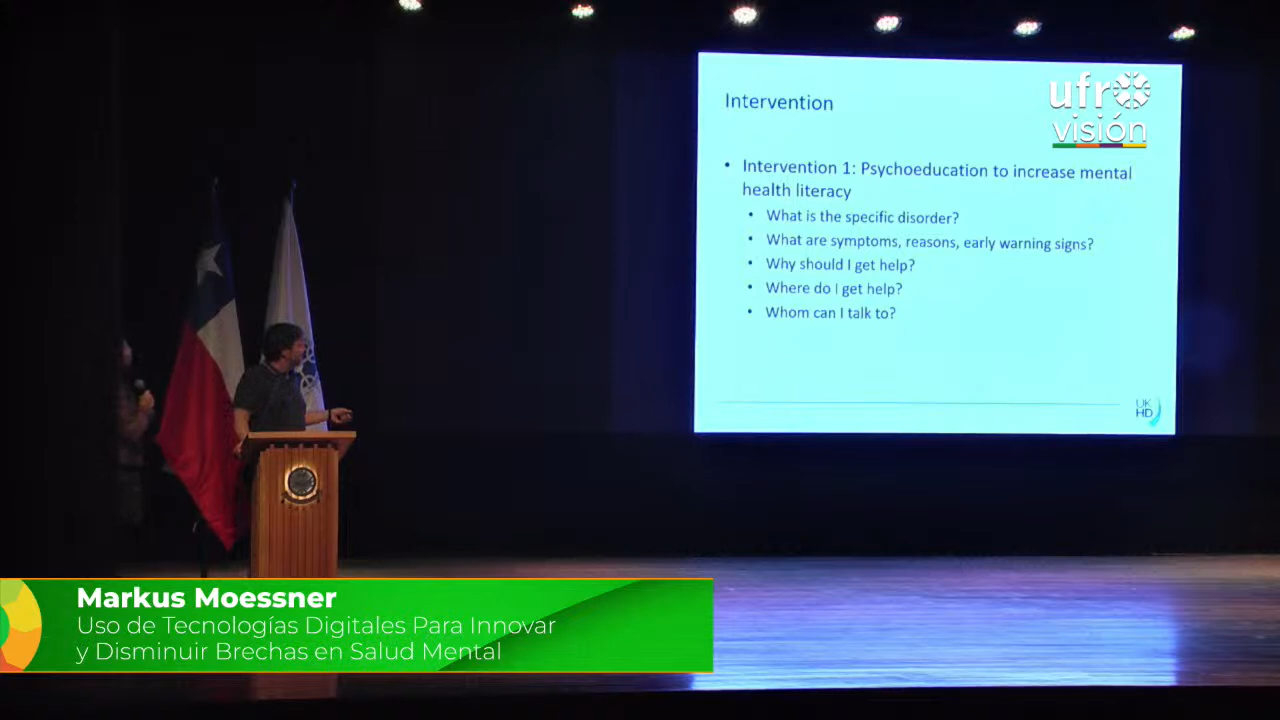 Intervention
ufro
visión
• Intervention 1: Psychoeducation to increase mental
health literacy
• What is the specific disorder?
• What are symptoms, reasons, early warning signs?
• Why should I get help?
• Where do I get help?
• Whom can I talk to?
UK
HD
Markus Moessner
Uso de Tecnologías Digitales Para Innovar
y Disminuir Brechas en Salud Mental